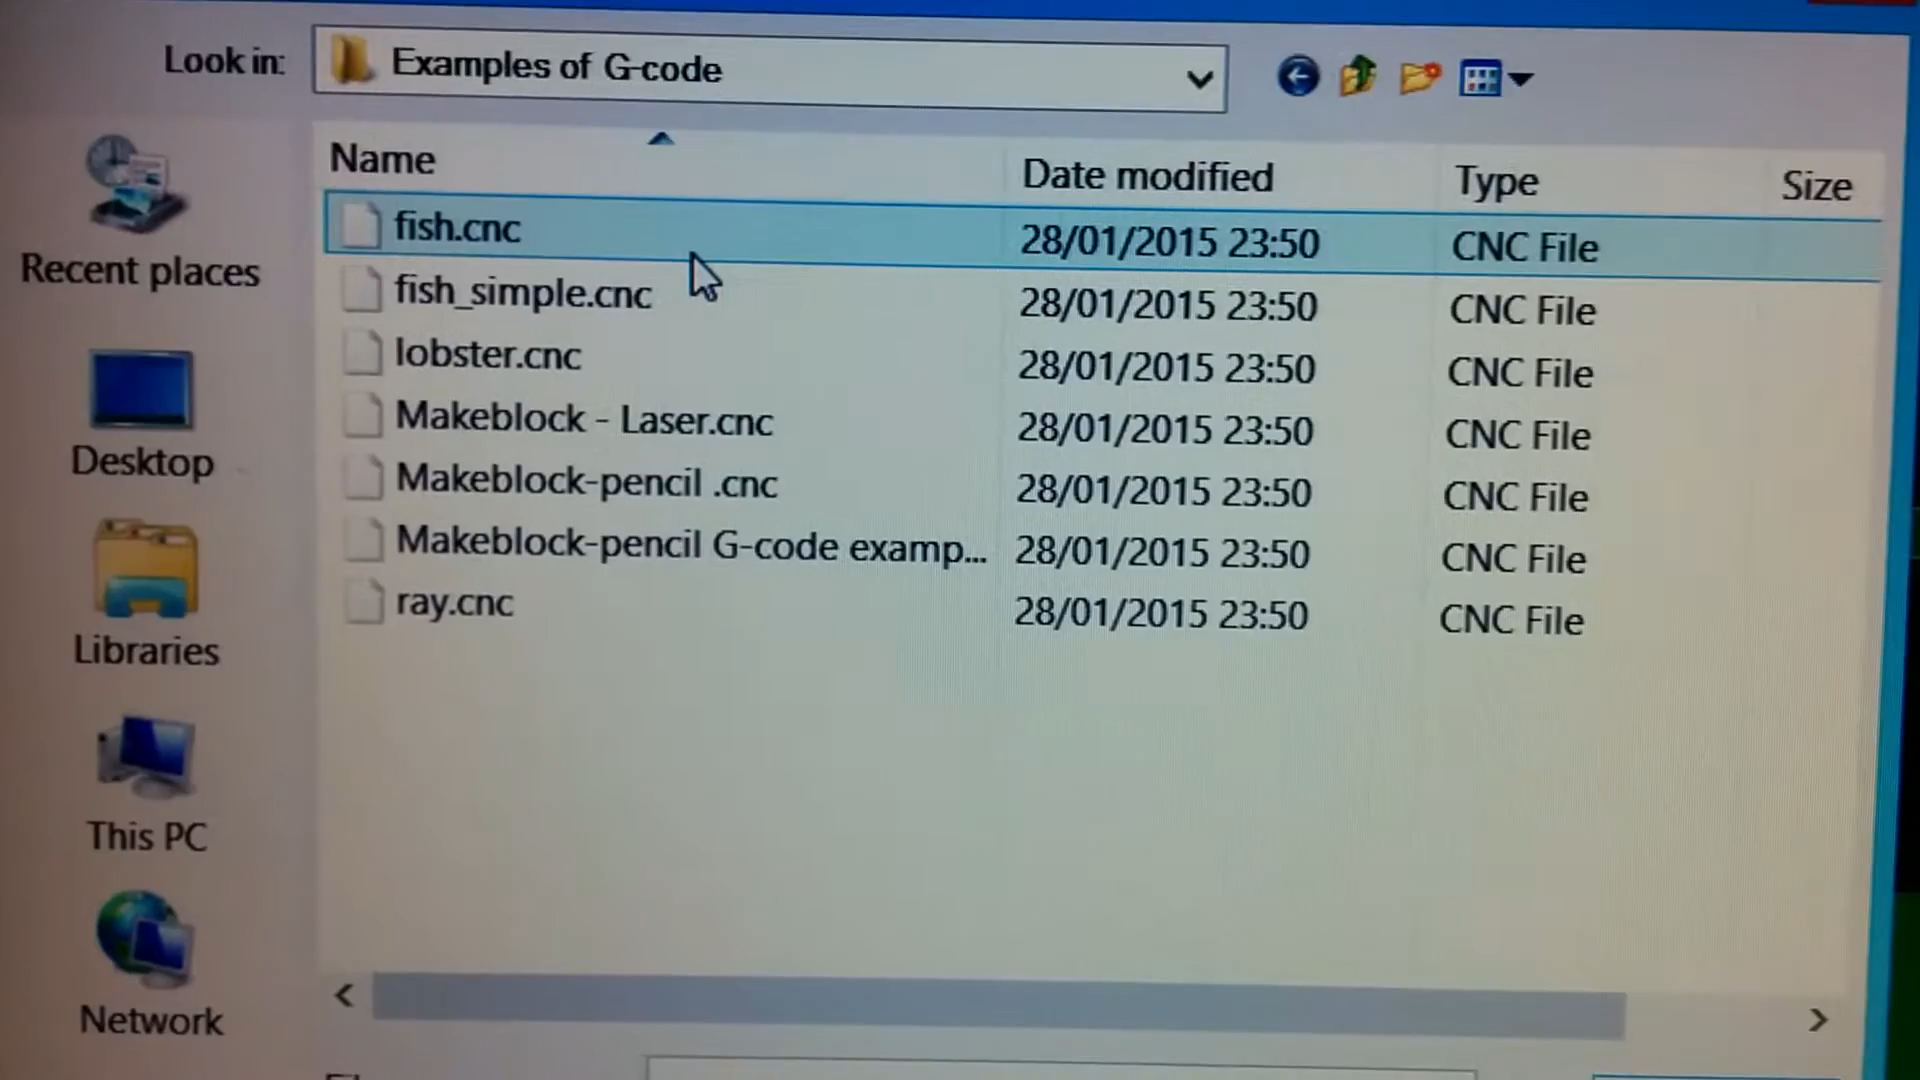 Look in: Examples of G-code
Name Date modified Type Size
fish.cnc 28/01/2015 23:50 CNC File
fish_simple.cnc 28/01/2015 23:50 CNC File
lobster.cnc 28/01/2015 23:50 CNC File
Makeblock - Laser.cnc 28/01/2015 23:50 CNC File
Makeblock-pencil .cnc 28/01/2015 23:50 CNC File
Makeblock-pencil G-code examp... 28/01/2015 23:50 CNC File
ray.cnc 28/01/2015 23:50 CNC File
Recent places
Desktop
Libraries
This PC
Network